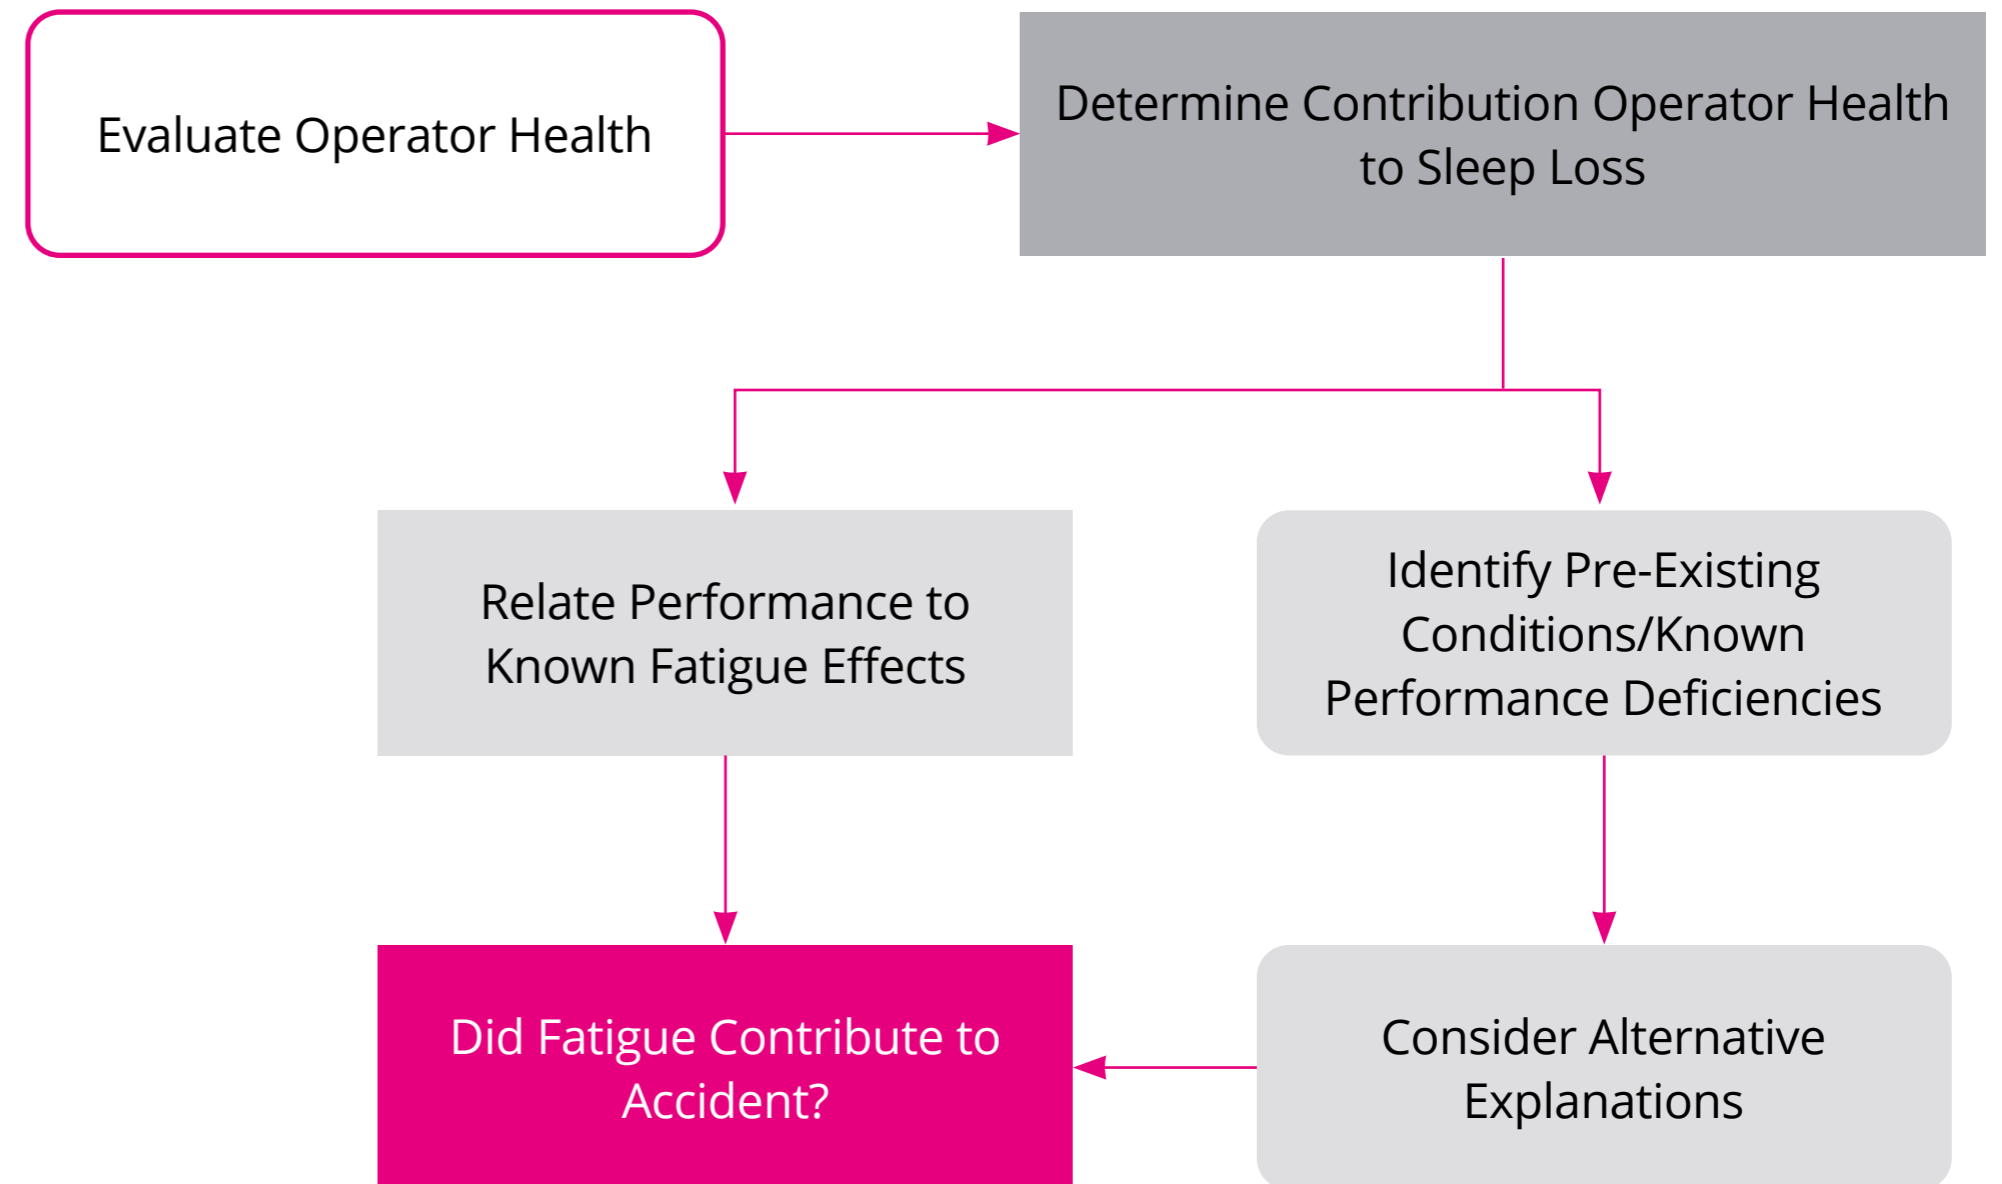 Evaluate Operator Health
Determine Contribution Operator Health
to Sleep Loss
Relate Performance to
Known Fatigue Effects
Identify Pre-Existing
Conditions/Known
Performance Deficiencies
Did Fatigue Contribute to
Accident?
Consider Alternative
Explanations